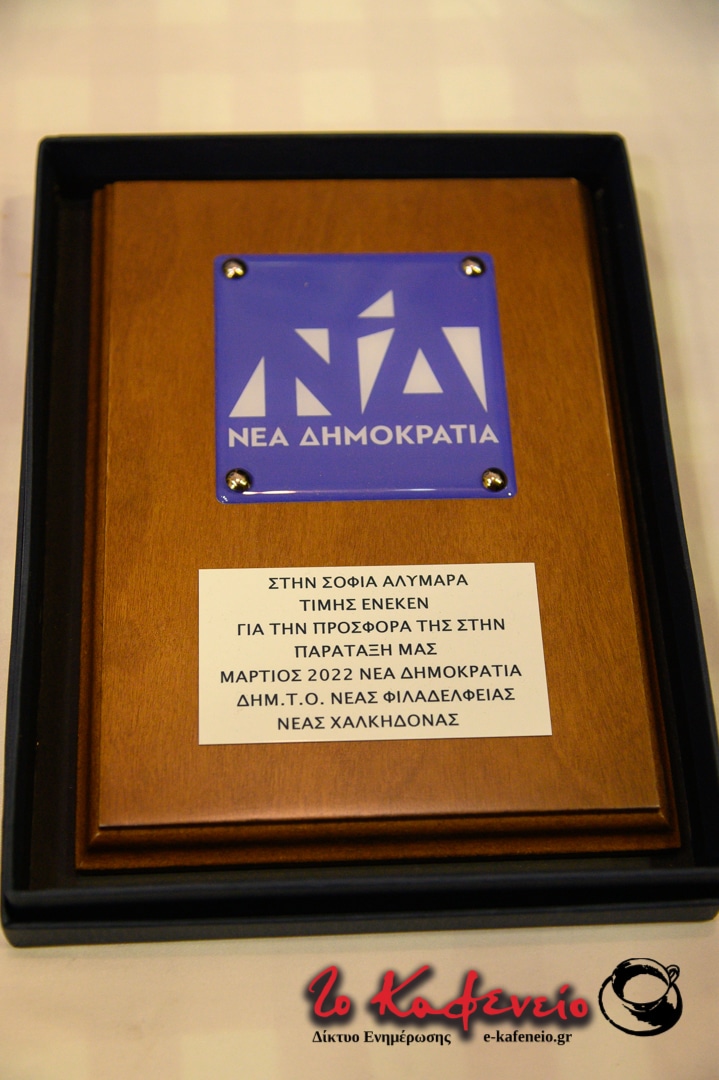 ΝΔ
ΝΕΑ ΔΗΜΟΚΡΑΤΙΑ
ΣΤΗΝ ΣΟΦΙΑ ΑΛΥΜΑΡΑ
ΤΙΜΗΣ ΕΝΕΚΕΝ
ΓΙΑ ΤΗΝ ΠΡΟΣΦΟΡΑ ΤΗΣ ΣΤΗΝ
ΠΑΡΑΤΑΞΗ ΜΑΣ
ΜΑΡΤΙΟΣ 2022 ΝΕΑ ΔΗΜΟΚΡΑΤΙΑ
ΔΗΜ.Τ.Ο. ΝΕΑΣ ΦΙΛΑΔΕΛΦΕΙΑΣ
ΝΕΑΣ ΧΑΛΚΗΔΟΝΑΣ
Το Καφενείο
Δίκτυο Ενημέρωσης e-kafeneio.gr